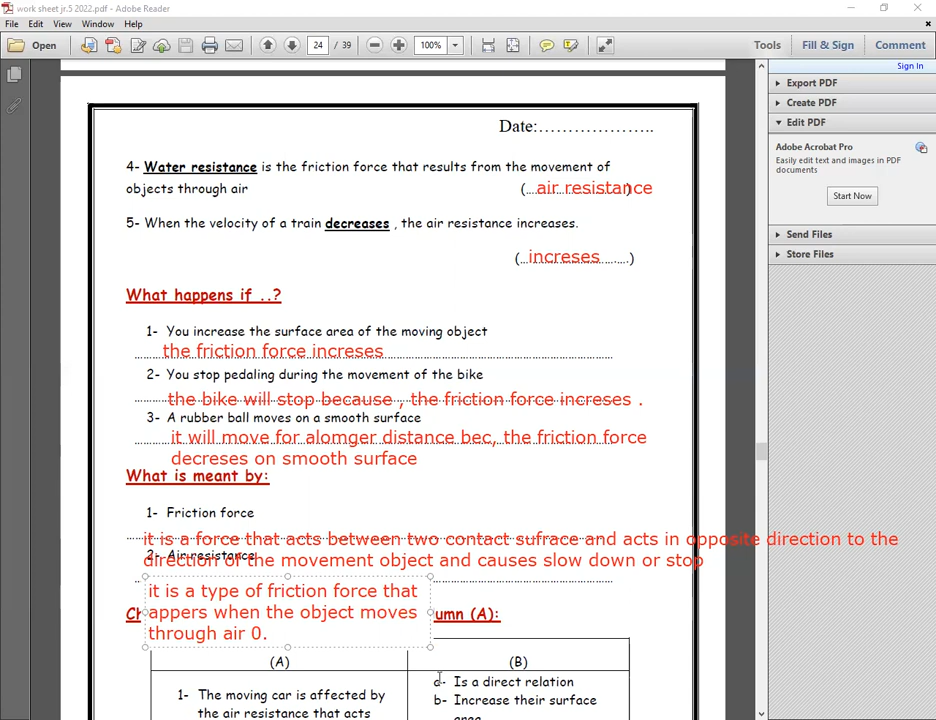 work sheet jr.5 2022.pdf - Adobe Reader
File Edit View Window Help
Open 24 / 39 100% Tools Fill & Sign Comment
Sign In
Export PDF
Create PDF
Edit PDF
Adobe Acrobat Pro
Easily edit text and images in PDF
documents
Start Now
Send Files
Store Files
Date:………………..
4- Water resistance is the friction force that results from the movement of
objects through air (…air resistance)
5- When the velocity of a train decreases , the air resistance increases.
(…increses…….)
What happens if ..?
1- You increase the surface area of the moving object
the friction force increses
2- You stop pedaling during the movement of the bike
the bike will stop because , the friction force increses .
3- A rubber ball moves on a smooth surface
it will move for alomger distance bec, the friction force
decreses on smooth surface
What is meant by:
1- Friction force
it is a force that acts between two contact sufrace and acts in opposite direction to the
2- Air resistance
direction of the movement object and causes slow down or stop
it is a type of friction force that
appers when the object moves
through air 0.
Ch umn (A):
(A) (B)
1- The moving car is affected by
the air resistance that acts
a- Is a direct relation
b- Increase their surface
area